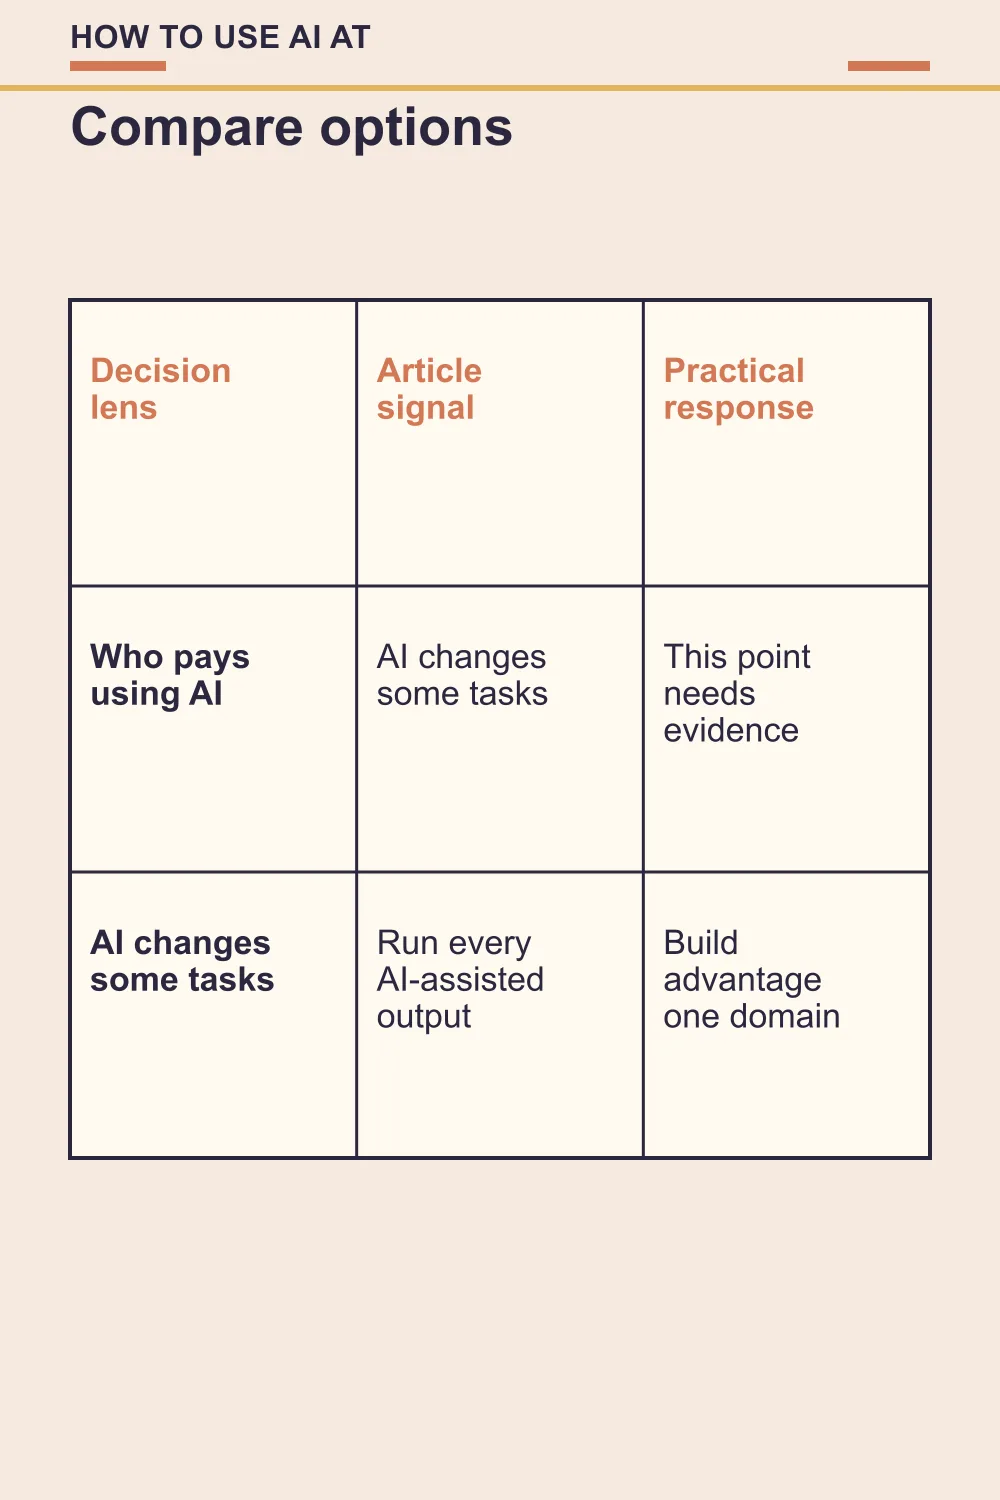 HOW TO USE AI AT
Compare options
Decision
lens
Article
signal
Practical
response
Who pays
using AI
AI changes
some tasks
This point
needs
evidence
AI changes
some tasks
Run every
AI-assisted
output
Build
advantage
one domain